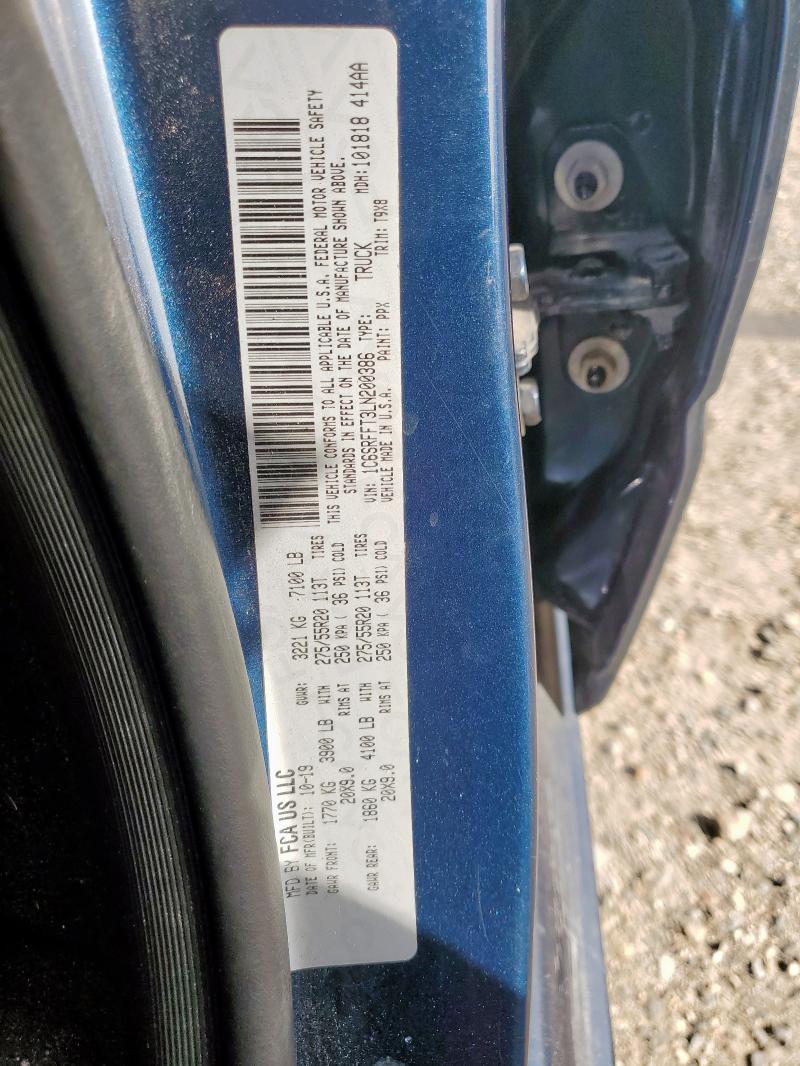 MFD BY FCA US LLC
DATE OF MFR(BUILT): 10-19 GVWR: 3221 KG 7100 LB
GAWR FRONT: 1770 KG 3900 LB WITH 275/55R20 113T TIRES
20X9.0 RIMS AT 250 KPA ( 36 PSI) COLD
GAWR REAR: 1860 KG 4100 LB WITH 275/55R20 113T TIRES
20X9.0 RIMS AT 250 KPA ( 36 PSI) COLD
THIS VEHICLE CONFORMS TO ALL APPLICABLE U.S.A. FEDERAL MOTOR VEHICLE SAFETY
STANDARDS IN EFFECT ON THE DATE OF MANUFACTURE SHOWN ABOVE.
VIN: 1C6SRFFT3LN200386 TYPE: TRUCK MDH: 101818 414AA
VEHICLE MADE IN U.S.A. PAINT: PPX TRIM: T9X8